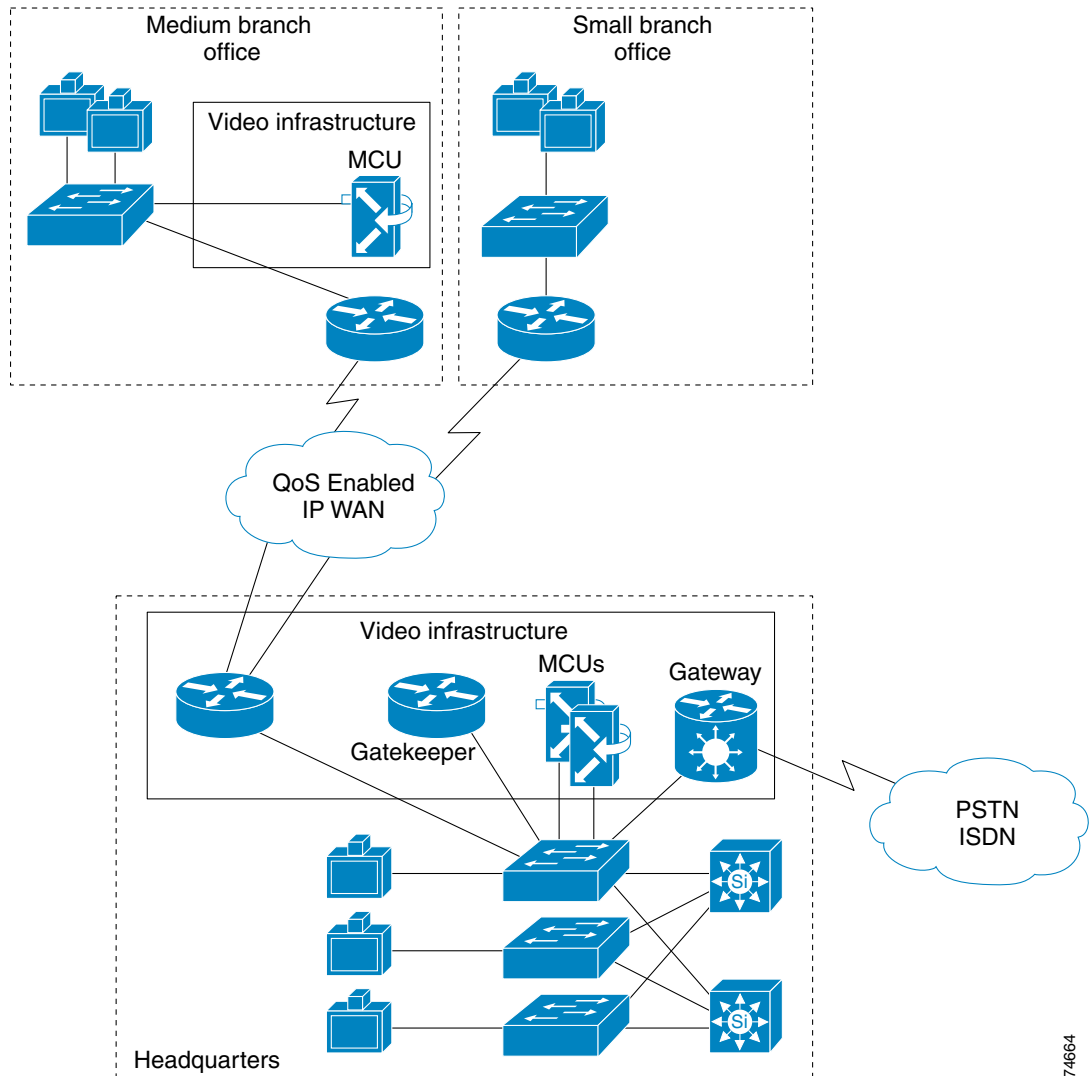 Medium branch
office
Small branch
office
Video infrastructure
MCU
QoS Enabled
IP WAN
Video infrastructure
MCUs
Gateway
Gatekeeper
PSTN
ISDN
Si
Si
Headquarters
74664